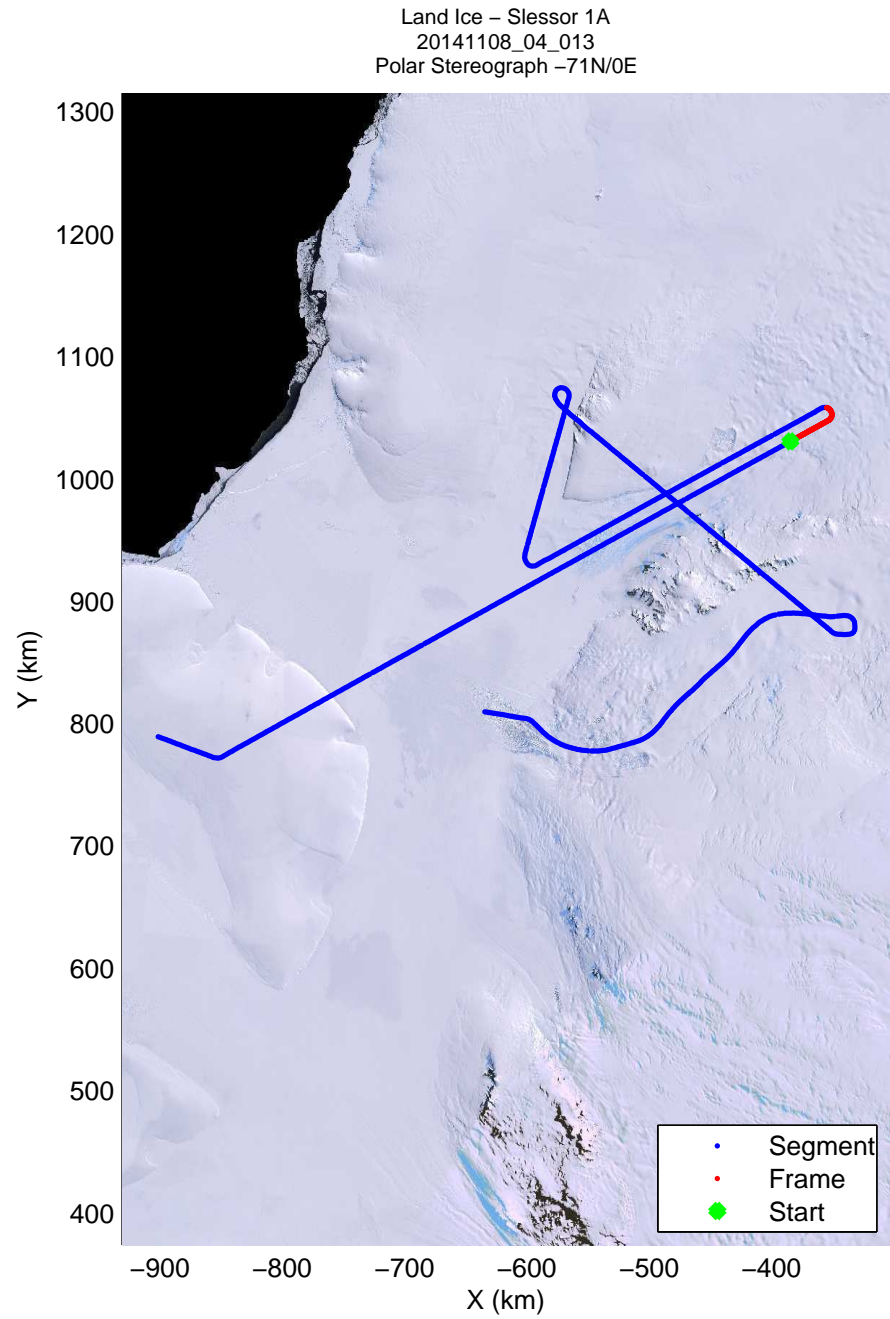 Land Ice − Slessor 1A
20141108_04_013
Polar Stereograph −71N/0E
1300
1200
1100
1000
900
800
700
600
500
400
Y (km)
Segment
Frame
Start
−900
−800
−700
−600
−500
−400
X (km)